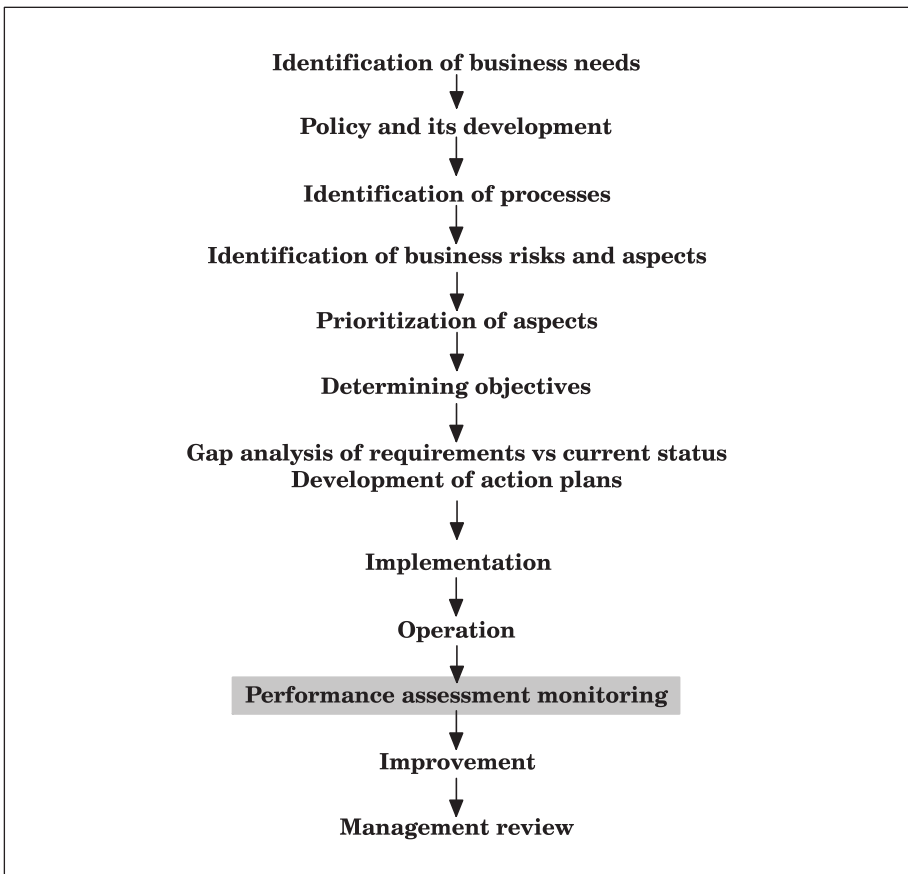 Identification of business needs
Policy and its development
Identification of processes
Identification of business risks and aspects
Prioritization of aspects
Determining objectives
Gap analysis of requirements vs current status
Development of action plans
Implementation
Operation
Performance assessment monitoring
Improvement
Management review